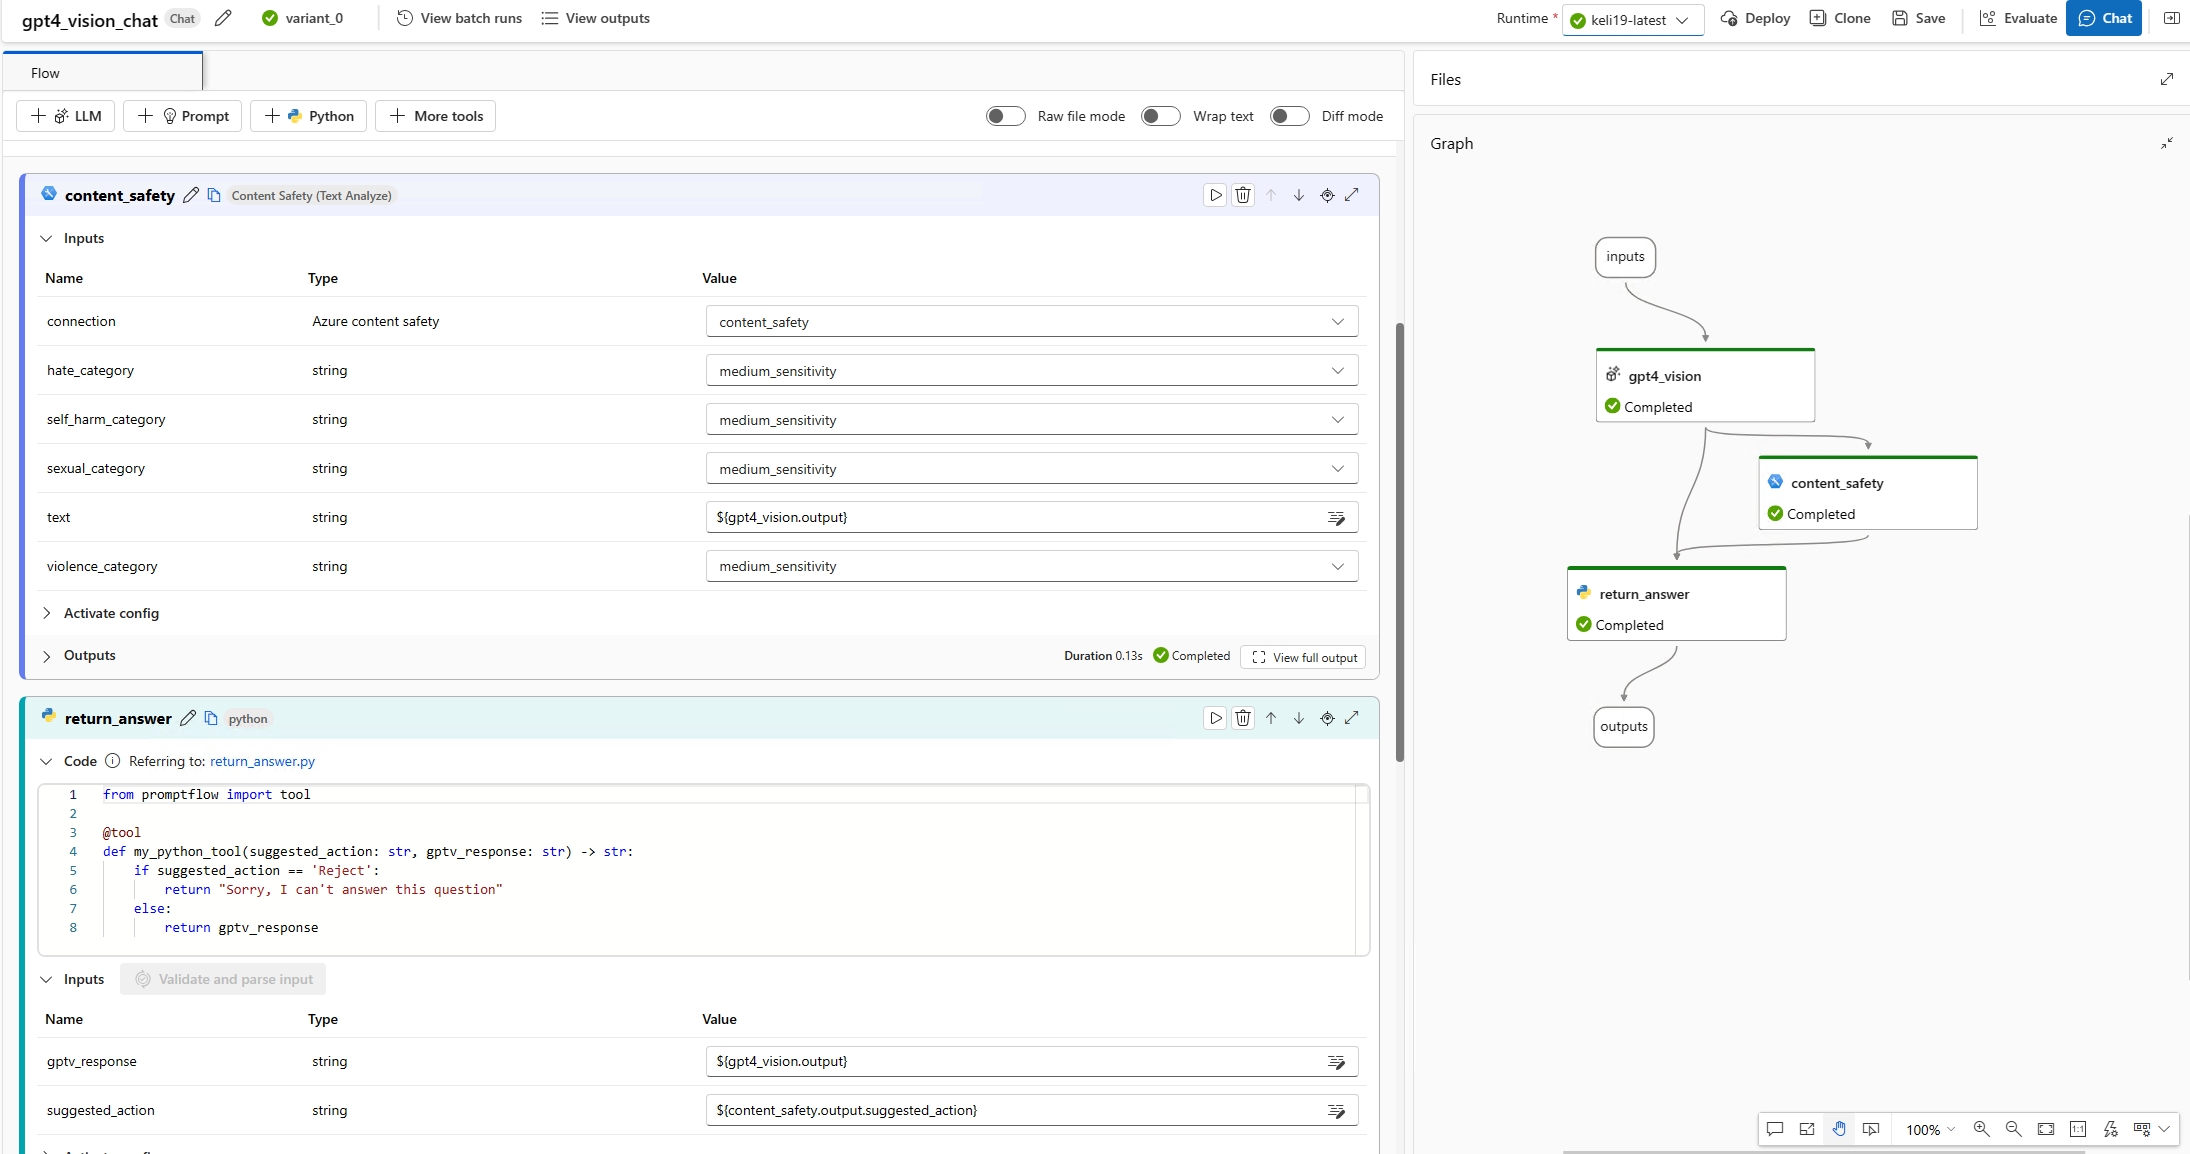 gpt4_vision_chat Chat variant_0 View batch runs View outputs Runtime * keli19-latest Deploy Clone Save Evaluate Chat
Flow
LLM Prompt Python More tools Raw file mode Wrap text Diff mode
content_safety Content Safety (Text Analyze)
Inputs
Name Type Value
connection Azure content safety content_safety
hate_category string medium_sensitivity
self_harm_category string medium_sensitivity
sexual_category string medium_sensitivity
text string ${gpt4_vision.output}
violence_category string medium_sensitivity
Activate config
Outputs Duration 0.13s Completed View full output
return_answer python
Code Referring to: return_answer.py
1 from promptflow import tool
2
3 @tool
4 def my_python_tool(suggested_action: str, gptv_response: str) -> str:
5 if suggested_action == 'Reject':
6 return "Sorry, I can't answer this question"
7 else:
8 return gptv_response
Inputs Validate and parse input
Name Type Value
gptv_response string ${gpt4_vision.output}
suggested_action string ${content_safety.output.suggested_action}
Files
Graph
inputs
gpt4_vision
Completed
content_safety
Completed
return_answer
Completed
outputs
100% 1:1